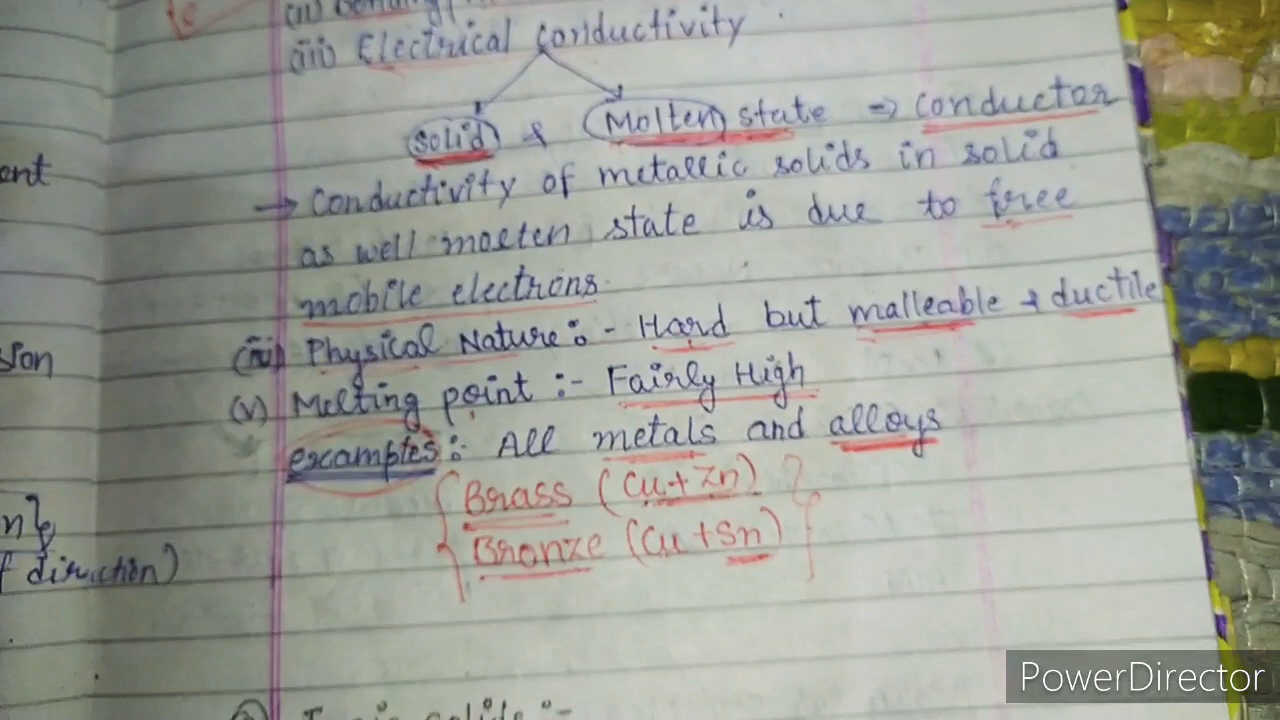 (iii) Electrical conductivity
Solid & Molten state ⇒ conductor
→ Conductivity of metallic solids in solid
ent
as well molten state is due to free
mobile electrons.
(iv) Physical Nature :- Hard but malleable & ductile
(v) Melting point :- Fairly High
examples :- All metals and alloys
{ Brass (Cu + Zn) }
{ Bronze (Cu + Sn) }
direction)
PowerDirector